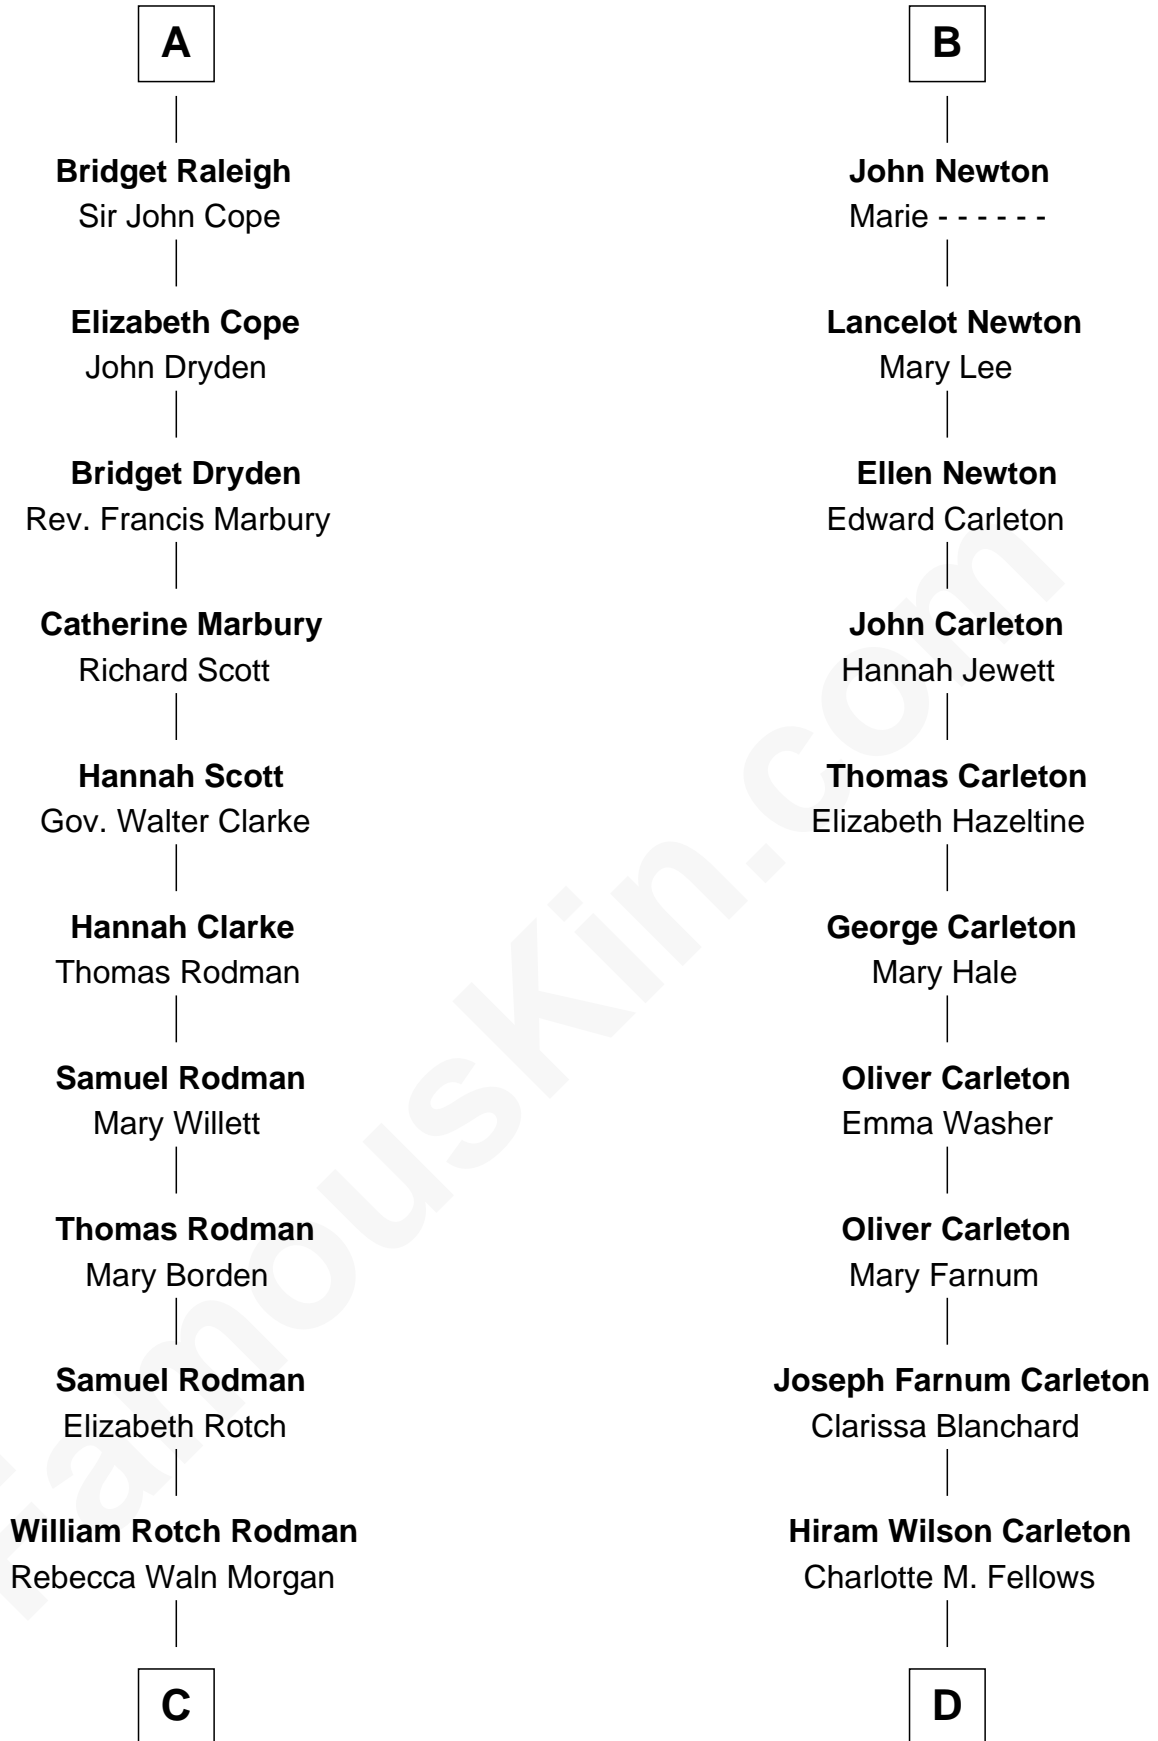 A
Bridget Raleigh
Sir John Cope
Elizabeth Cope
John Dryden
Bridget Dryden
Rev. Francis Marbury
Catherine Marbury
Richard Scott
Hannah Scott
Gov. Walter Clarke
Hannah Clarke
Thomas Rodman
Samuel Rodman
Mary Willett
Thomas Rodman
Mary Borden
Samuel Rodman
Elizabeth Rotch
William Rotch Rodman
Rebecca Waln Morgan
C
B
John Newton
Marie - - - - - -
Lancelot Newton
Mary Lee
Ellen Newton
Edward Carleton
John Carleton
Hannah Jewett
Thomas Carleton
Elizabeth Hazeltine
George Carleton
Mary Hale
Oliver Carleton
Emma Washer
Oliver Carleton
Mary Farnum
Joseph Farnum Carleton
Clarissa Blanchard
Hiram Wilson Carleton
Charlotte M. Fellows
D
FamousKin.com